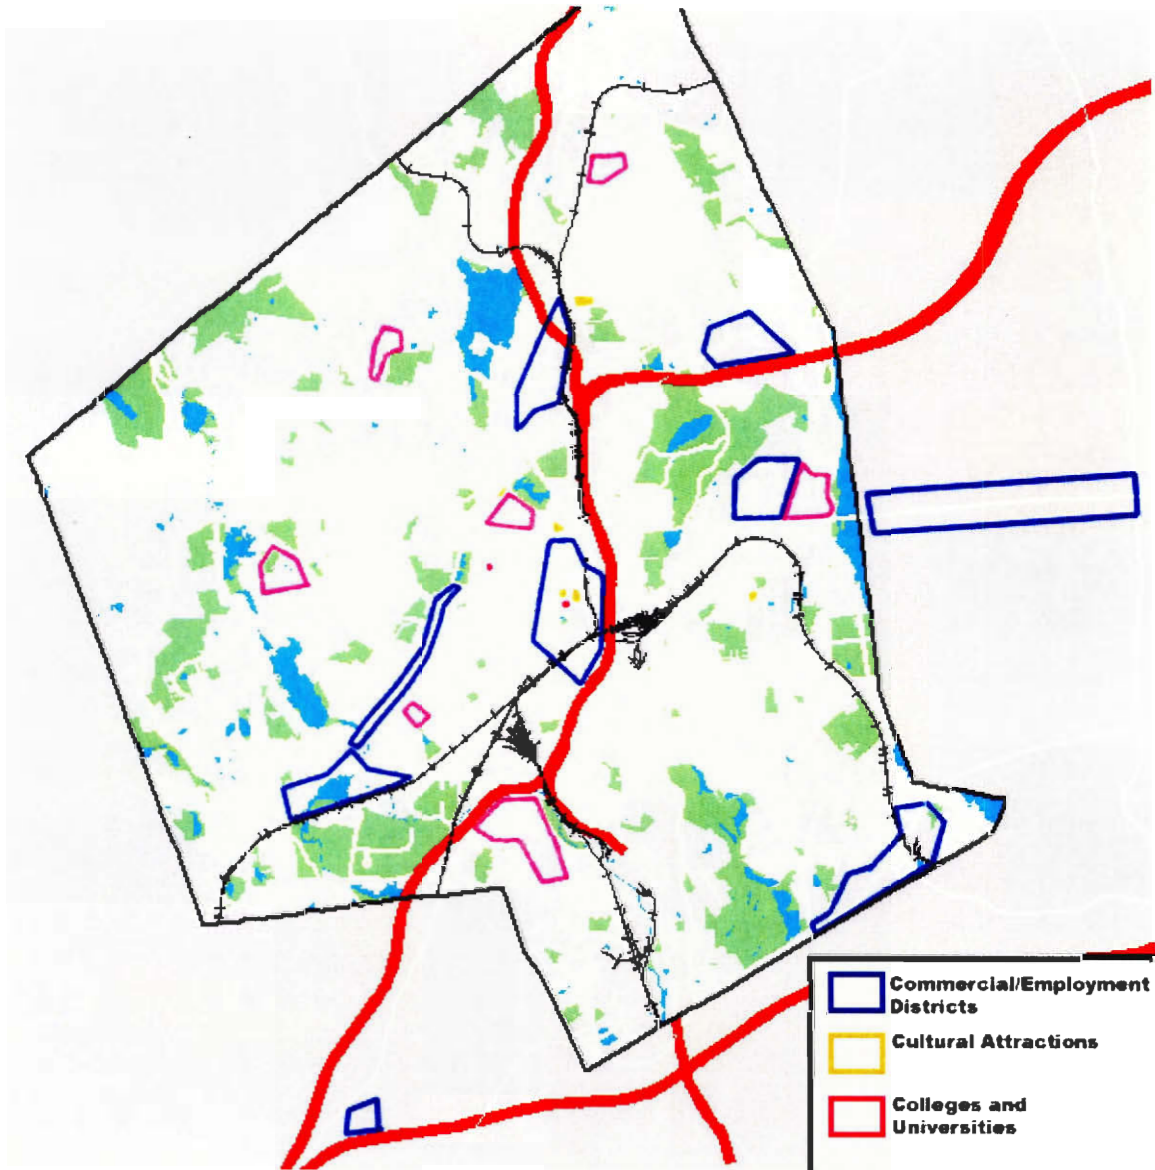 Commercial/Employment
Districts
Cultural Attractions
Colleges and
Universities